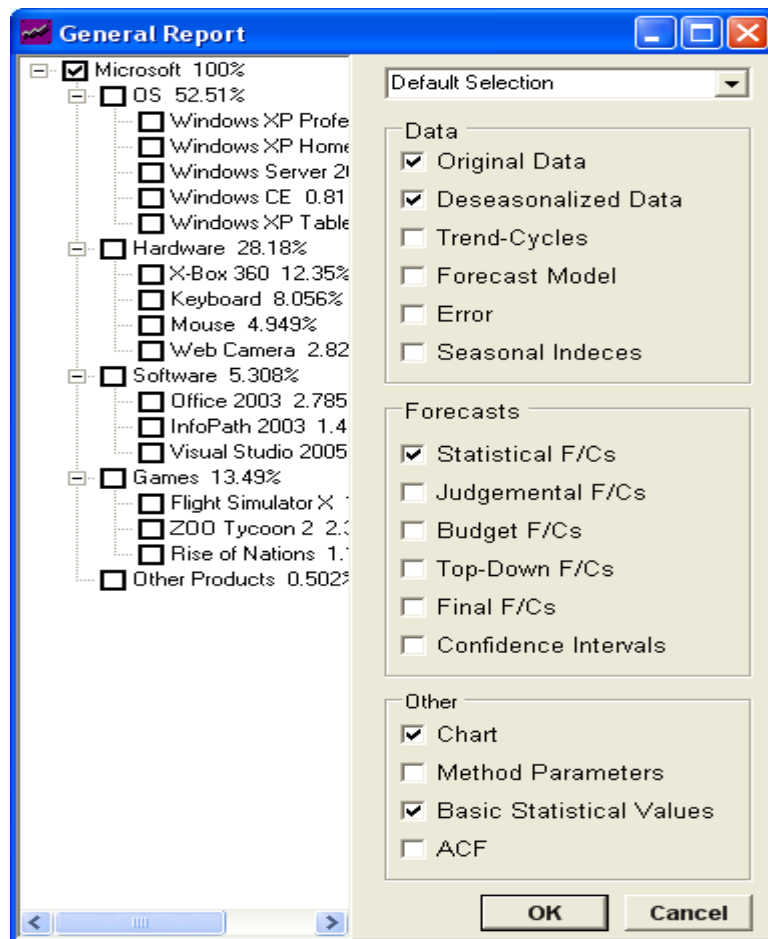 General Report
Microsoft 100%
OS 52.51%
Windows XP Profe
Windows XP Home
Windows Server
Windows CE 0.81
Windows XP Table
Hardware 28.18%
X-Box 360 12.35%
Keyboard 8.056%
Mouse 4.949%
Web Camera 2.82
Software 5.308%
Office 2003 2.785
InfoPath 2003 1.4
Visual Studio 2005
Games 13.49%
Flight Simulator X
ZOO Tycoon 2 2.
Rise of Nations 1.
Other Products 0.502%
Default Selection
Data
Original Data
Deseasonalized Data
Trend-Cycles
Forecast Model
Error
Seasonal Indeces
Forecasts
Statistical F/Cs
Judgemental F/Cs
Budget F/Cs
Top-Down F/Cs
Final F/Cs
Confidence Intervals
Other
Chart
Method Parameters
Basic Statistical Values
ACF
OK Cancel